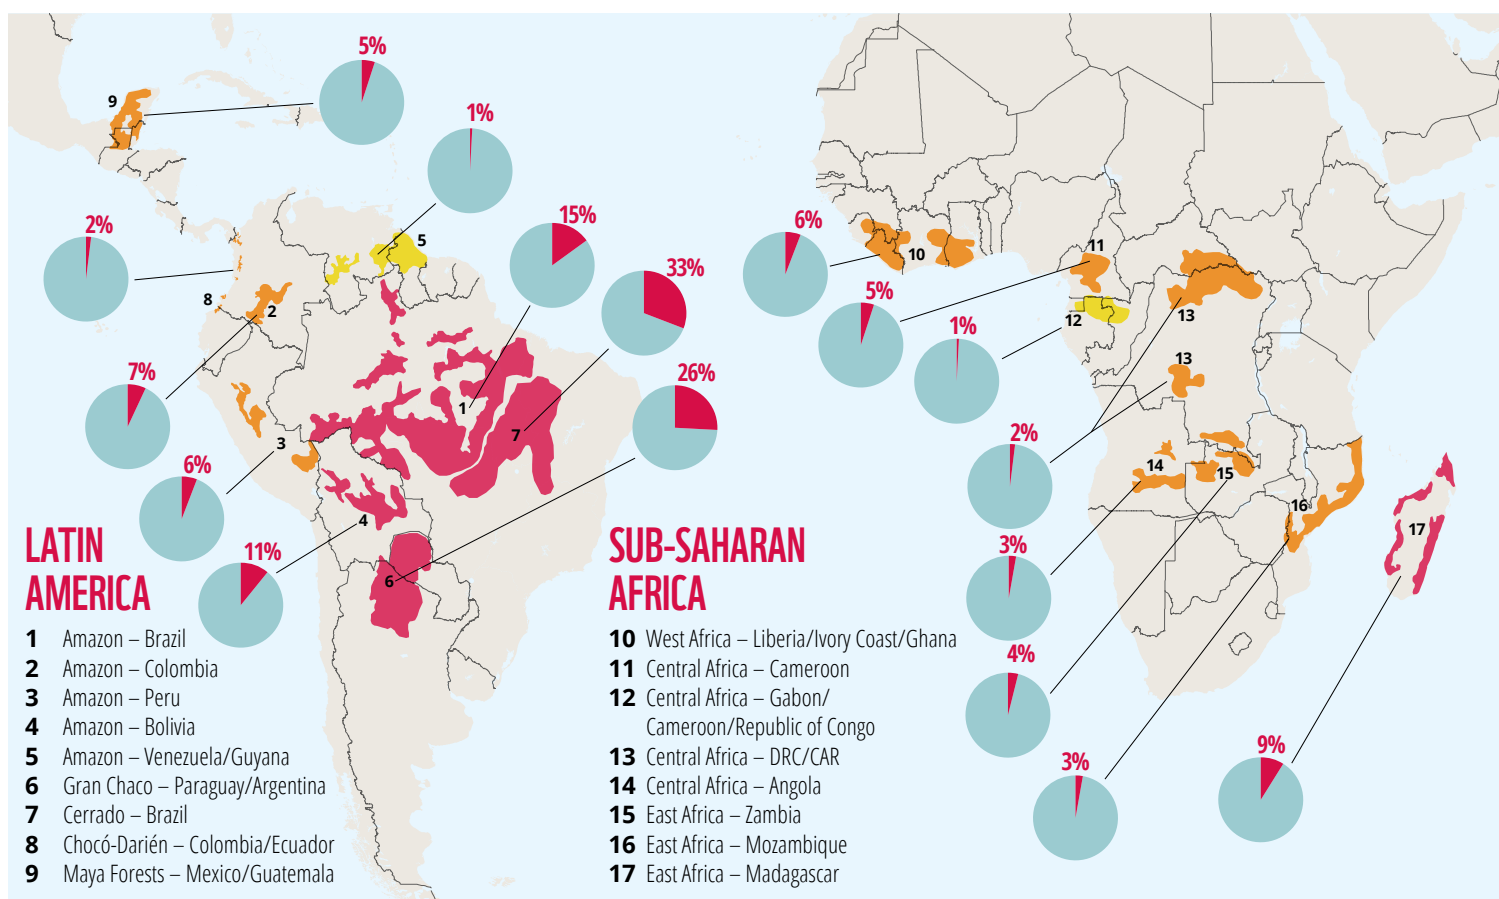 5%
1%
2%
15%
33%
26%
7%
6%
11%
9
5
8
2
1
7
3
4
6
LATIN
AMERICA
1 Amazon – Brazil
2 Amazon – Colombia
3 Amazon – Peru
4 Amazon – Bolivia
5 Amazon – Venezuela/Guyana
6 Gran Chaco – Paraguay/Argentina
7 Cerrado – Brazil
8 Chocó-Darién – Colombia/Ecuador
9 Maya Forests – Mexico/Guatemala
6%
5%
1%
2%
3%
4%
3%
9%
10
11
12
13
13
14
15
16
17
SUB-SAHARAN
AFRICA
10 West Africa – Liberia/Ivory Coast/Ghana
11 Central Africa – Cameroon
12 Central Africa – Gabon/
Cameroon/Republic of Congo
13 Central Africa – DRC/CAR
14 Central Africa – Angola
15 East Africa – Zambia
16 East Africa – Mozambique
17 East Africa – Madagascar